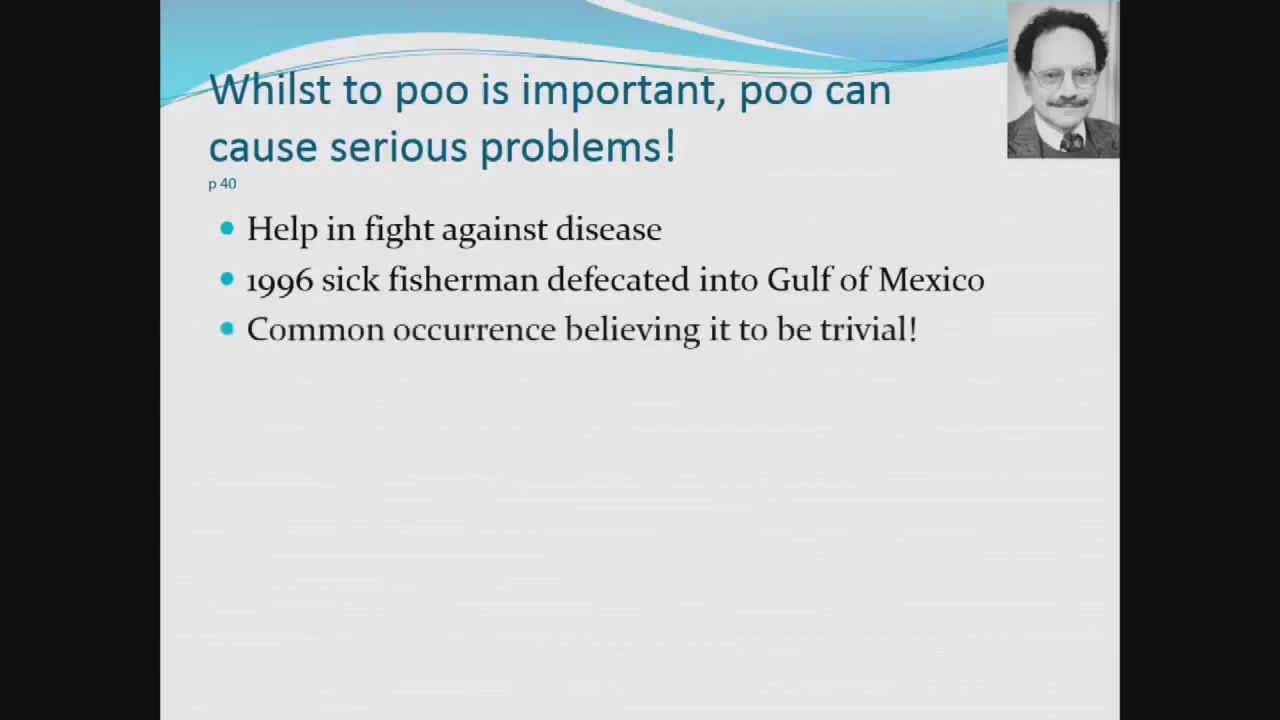 Whilst to poo is important, poo can
cause serious problems!
p 40
Help in fight against disease
1996 sick fisherman defecated into Gulf of Mexico
Common occurrence believing it to be trivial!